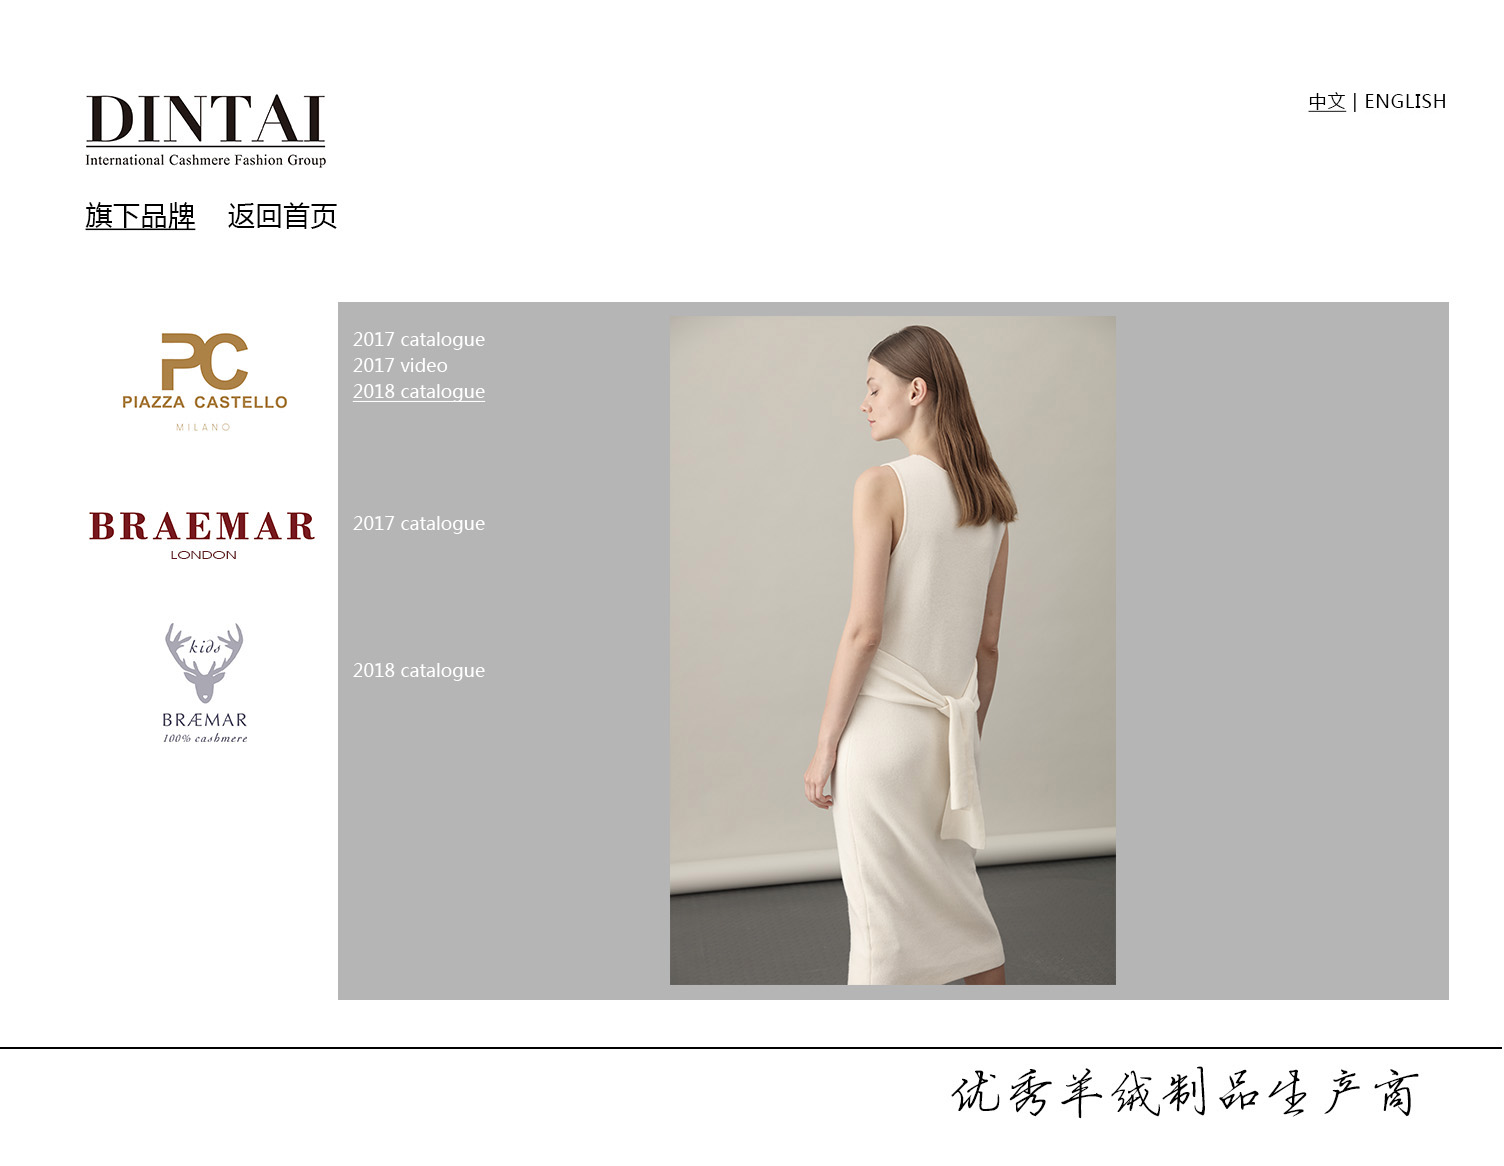 DINTAI
International Cashmere Fashion Group
中文 | ENGLISH
旗下品牌 返回首页
PC
PIAZZA CASTELLO
MILANO
2017 catalogue
2017 video
2018 catalogue
BRAEMAR
LONDON
2017 catalogue
kids
BRÆMAR
100% cashmere
2018 catalogue
优秀羊绒制品生产商